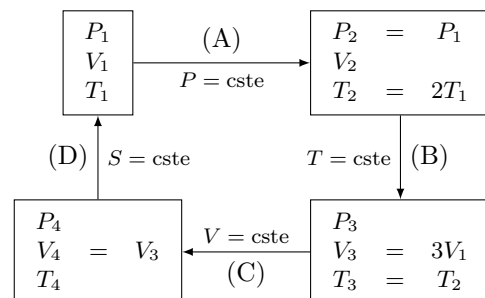 P₁
V₁
T₁
(A)
P = cste
P₂ = P₁
V₂
T₂ = 2T₁
(D)
S = cste
T = cste
(B)
P₄
V₄ = V₃
T₄
V = cste
(C)
P₃
V₃ = 3V₁
T₃ = T₂